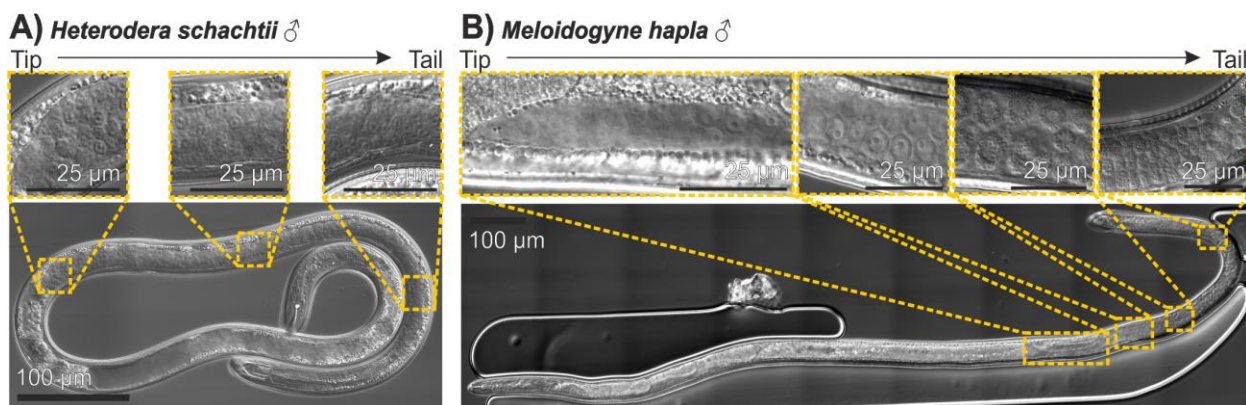 A) Heterodera schachtii ♂
Tip Tail
25 µm 25 µm 25 µm
100 µm
B) Meloidogyne hapla ♂
Tip Tail
25 µm 25 µm 25 µm 25 µm
100 µm